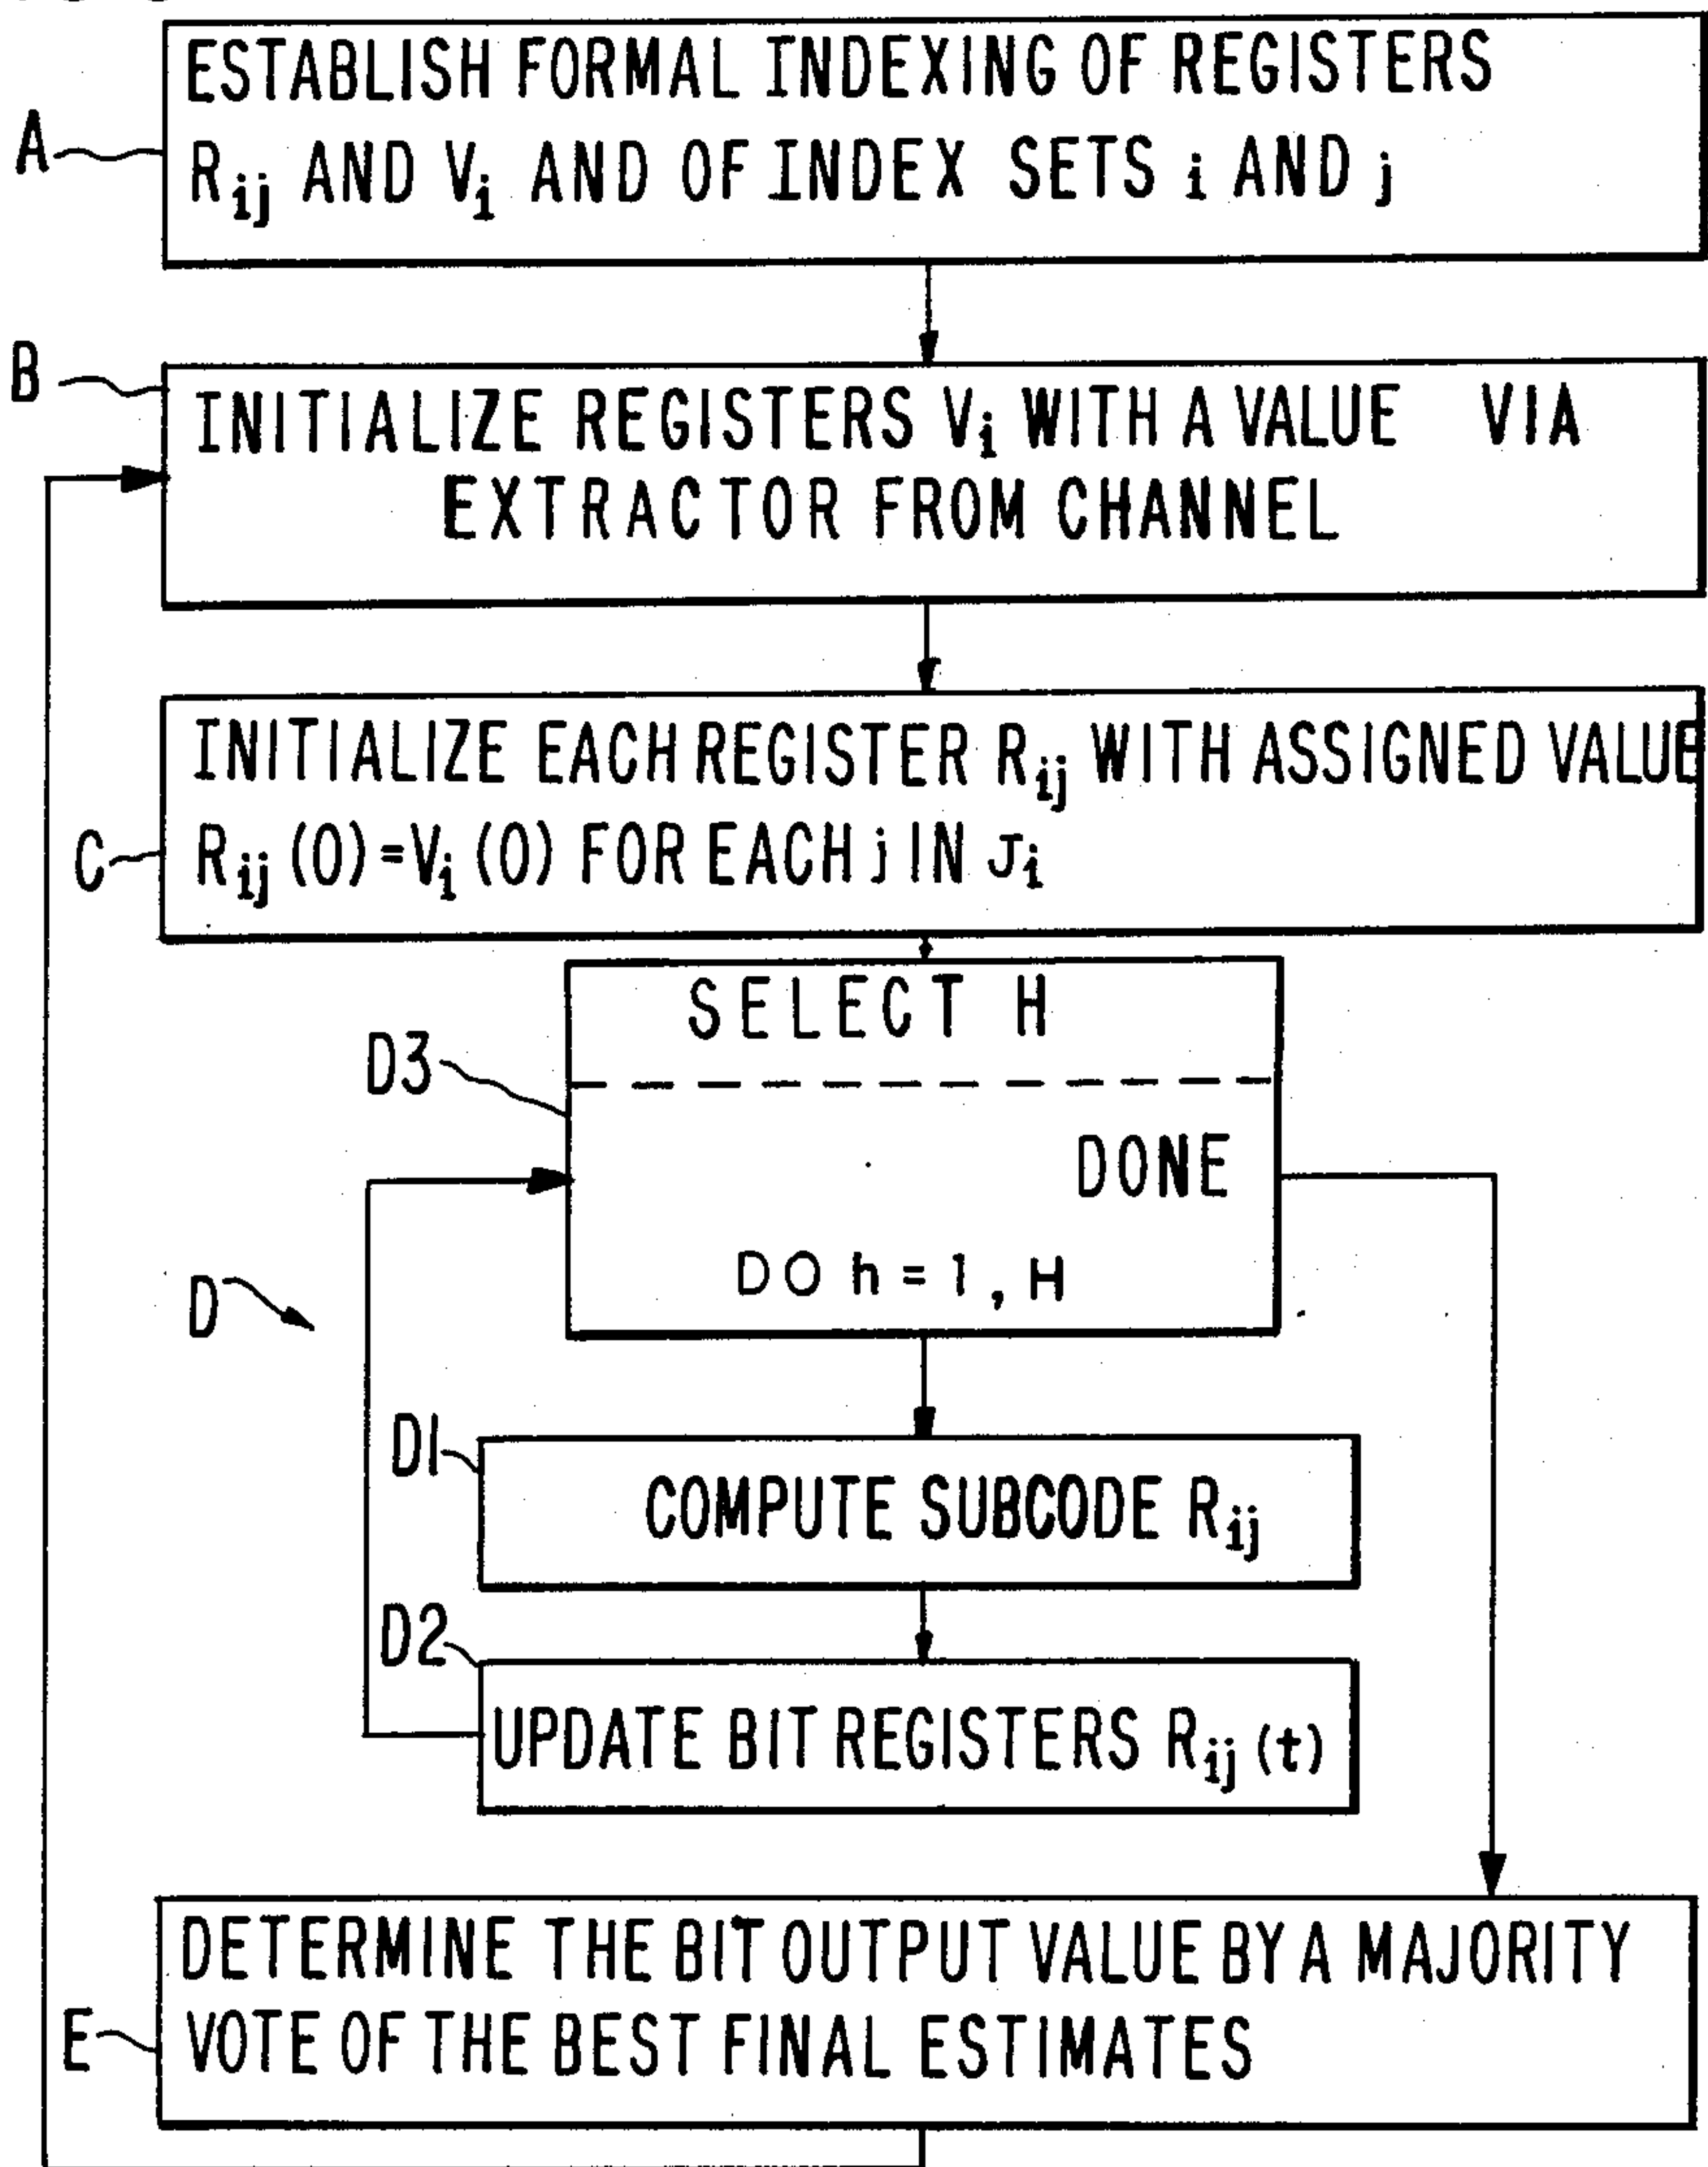 A
ESTABLISH FORMAL INDEXING OF REGISTERS
Rij AND Vi AND OF INDEX SETS i AND j
B
INITIALIZE REGISTERS Vi WITH A VALUE VIA
EXTRACTOR FROM CHANNEL
INITIALIZE EACH REGISTER Rij WITH ASSIGNED VALUE
C
Rij (0)=Vi (0) FOR EACH j IN Ji
SELECT H
D3
DONE
DO h = 1, H
D
D1
COMPUTE SUBCODE Rij
D2
UPDATE BIT REGISTERS Rij (t)
DETERMINE THE BIT OUTPUT VALUE BY A MAJORITY
E
VOTE OF THE BEST FINAL ESTIMATES